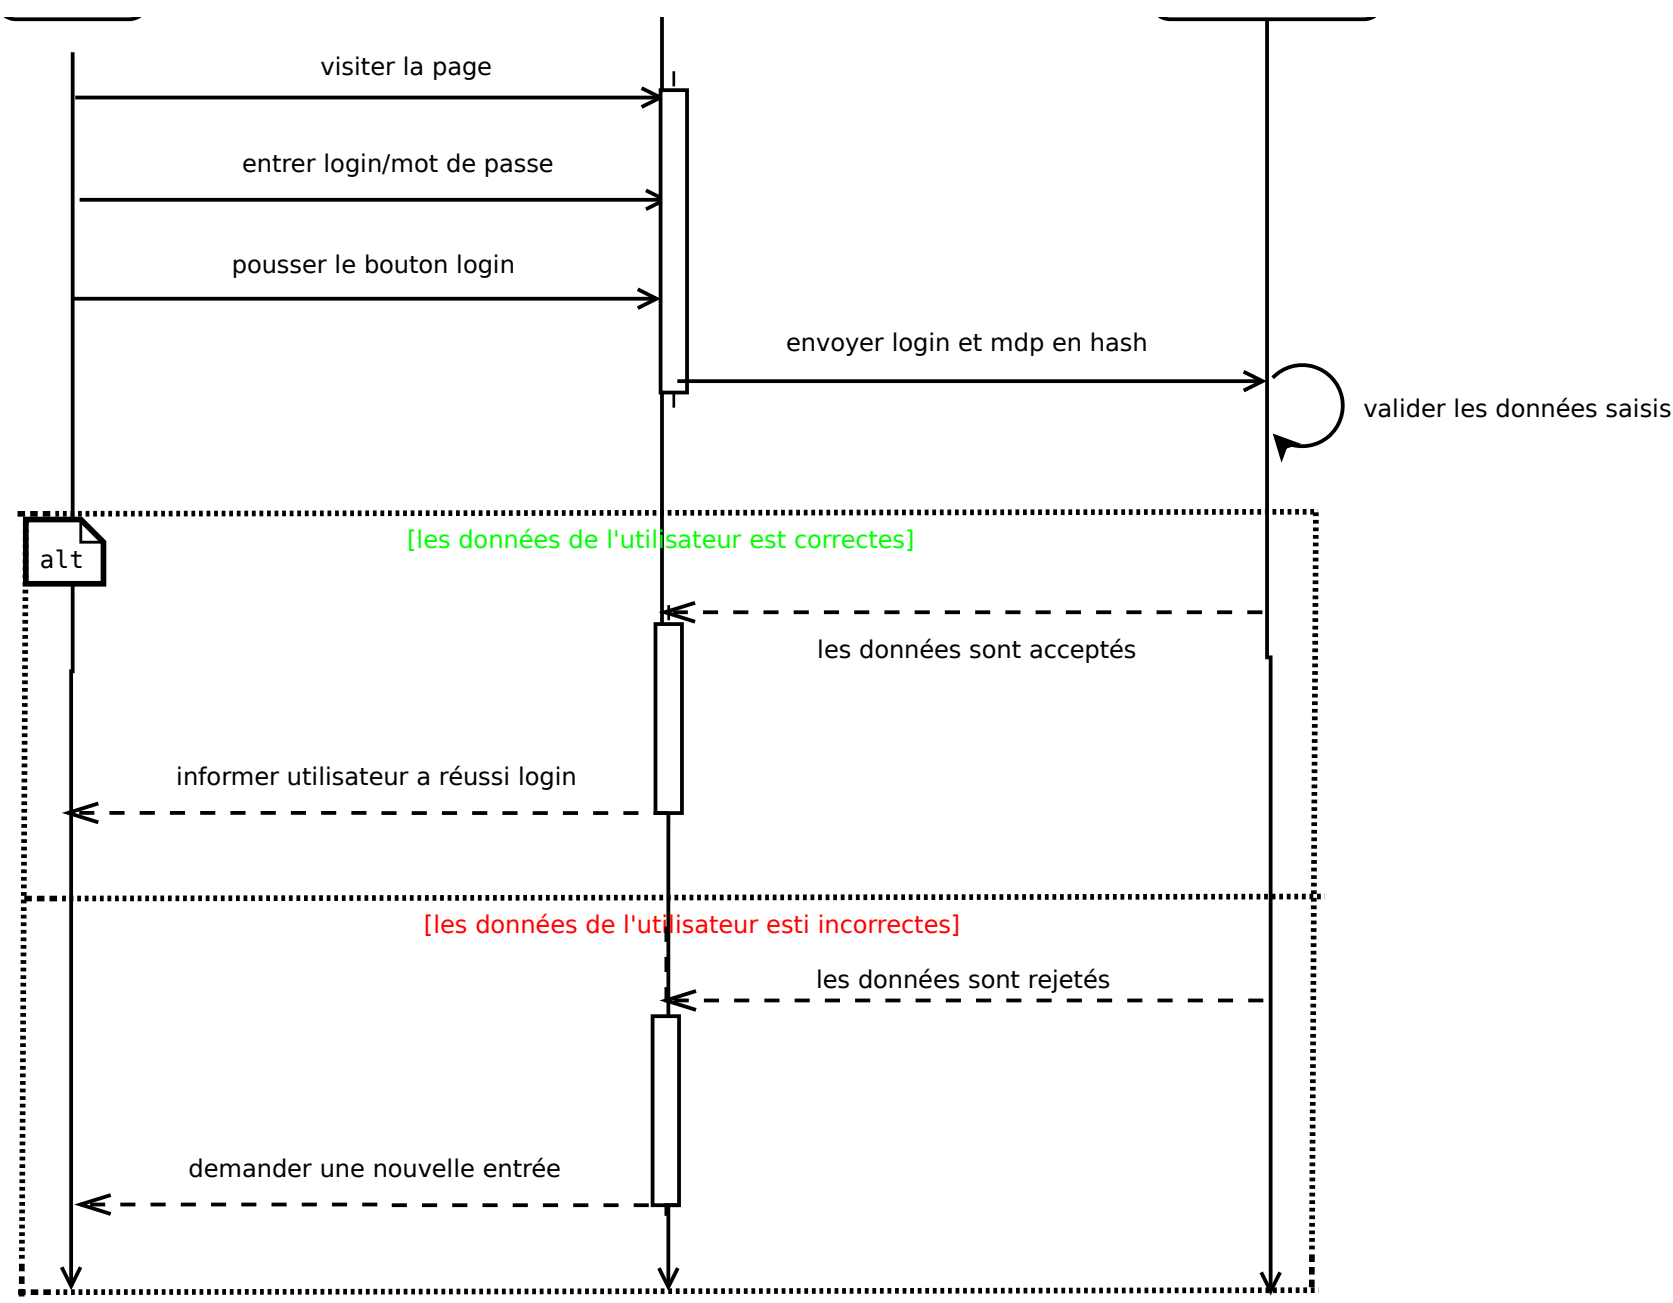 visiter la page
entrer login/mot de passe
pousser le bouton login
envoyer login et mdp en hash
valider les données saisis
alt
[les données de l'utilisateur est correctes]
les données sont acceptés
informer utilisateur a réussi login
[les données de l'utilisateur esti incorrectes]
les données sont rejetés
demander une nouvelle entrée